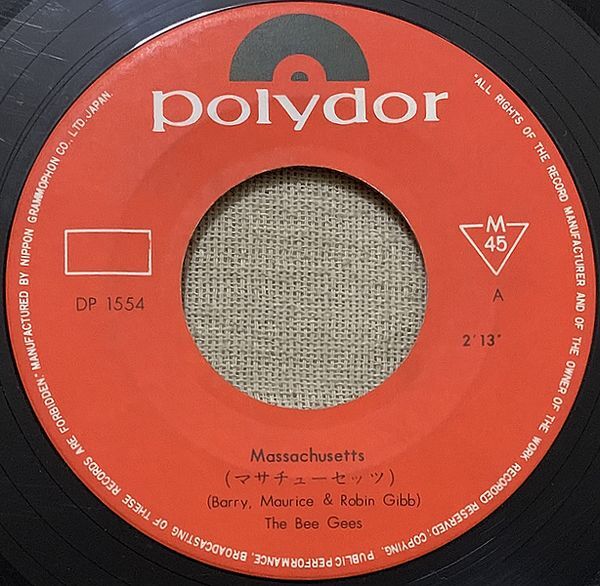 polydor
"ALL RIGHTS OF THE RECORD MANUFACTURER AND OF THE OWNER OF THE WORK RECORDED RESERVED; COPYING, PUBLIC PERFORMANCE, BROADCASTING OF THESE RECORDS ARE FORBIDDEN." MANUFACTURED BY NIPPON GRAMMOPHON CO., LTD. JAPAN.
M
45
DP 1554
A
2'13"
Massachusetts
(マサチューセッツ)
(Barry, Maurice & Robin Gibb)
The Bee Gees